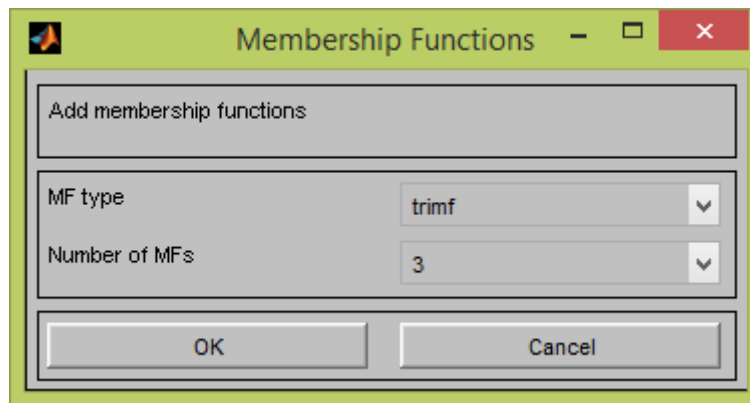 Membership Functions
Add membership functions
MF type
trimf
Number of MFs
3
OK
Cancel